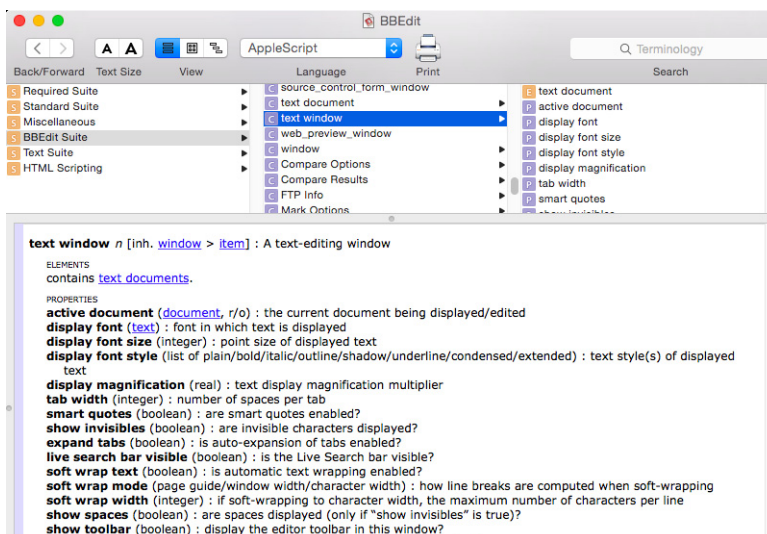 BBEdit
A A
AppleScript
Terminology
Back/Forward Text Size View Language Print Search
S Required Suite
S Standard Suite
S Miscellaneous
S BBEdit Suite
S Text Suite
S HTML Scripting
C source_control_form_window
C text document
C text window
C web_preview_window
C window
C Compare Options
C Compare Results
C FTP Info
C Mark Options
E text document
P active document
P display font
P display font size
P display font style
P display magnification
P tab width
P smart quotes
P show invisibles
text window n [inh. window > item] : A text-editing window
ELEMENTS
contains text documents.
PROPERTIES
active document (document, r/o) : the current document being displayed/edited
display font (text) : font in which text is displayed
display font size (integer) : point size of displayed text
display font style (list of plain/bold/italic/outline/shadow/underline/condensed/extended) : text style(s) of displayed
text
display magnification (real) : text display magnification multiplier
tab width (integer) : number of spaces per tab
smart quotes (boolean) : are smart quotes enabled?
show invisibles (boolean) : are invisible characters displayed?
expand tabs (boolean) : is auto-expansion of tabs enabled?
live search bar visible (boolean) : is the Live Search bar visible?
soft wrap text (boolean) : is automatic text wrapping enabled?
soft wrap mode (page guide/window width/character width) : how line breaks are computed when soft-wrapping
soft wrap width (integer) : if soft-wrapping to character width, the maximum number of characters per line
show spaces (boolean) : are spaces displayed (only if “show invisibles” is true)?
show toolbar (boolean) : display the editor toolbar in this window?